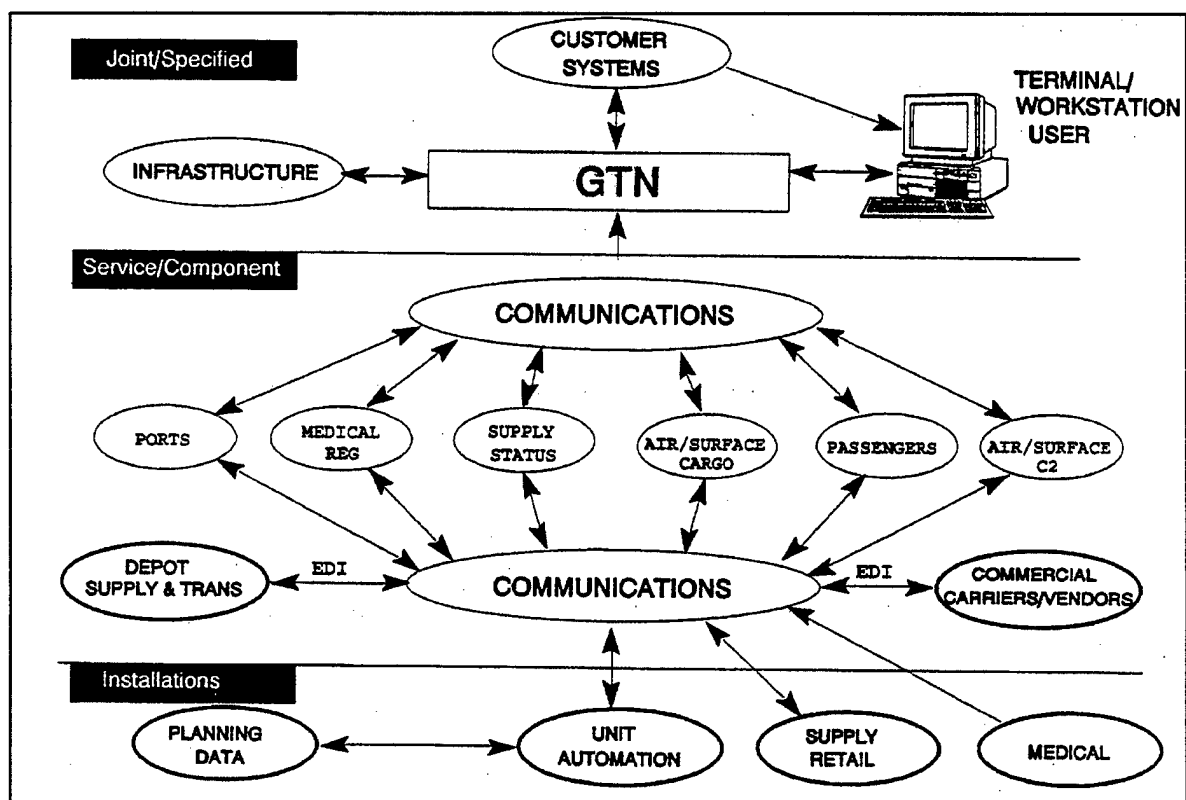 Joint/Specified
CUSTOMER
SYSTEMS
TERMINAL/
WORKSTATION
USER
INFRASTRUCTURE
GTN
Service/Component
COMMUNICATIONS
PORTS
MEDICAL
REG
SUPPLY
STATUS
AIR/SURFACE
CARGO
PASSENGERS
AIR/SURFACE
C2
DEPOT
SUPPLY & TRANS
EDI
COMMUNICATIONS
EDI
COMMERCIAL
CARRIERS/VENDORS
Installations
PLANNING
DATA
UNIT
AUTOMATION
SUPPLY
RETAIL
MEDICAL